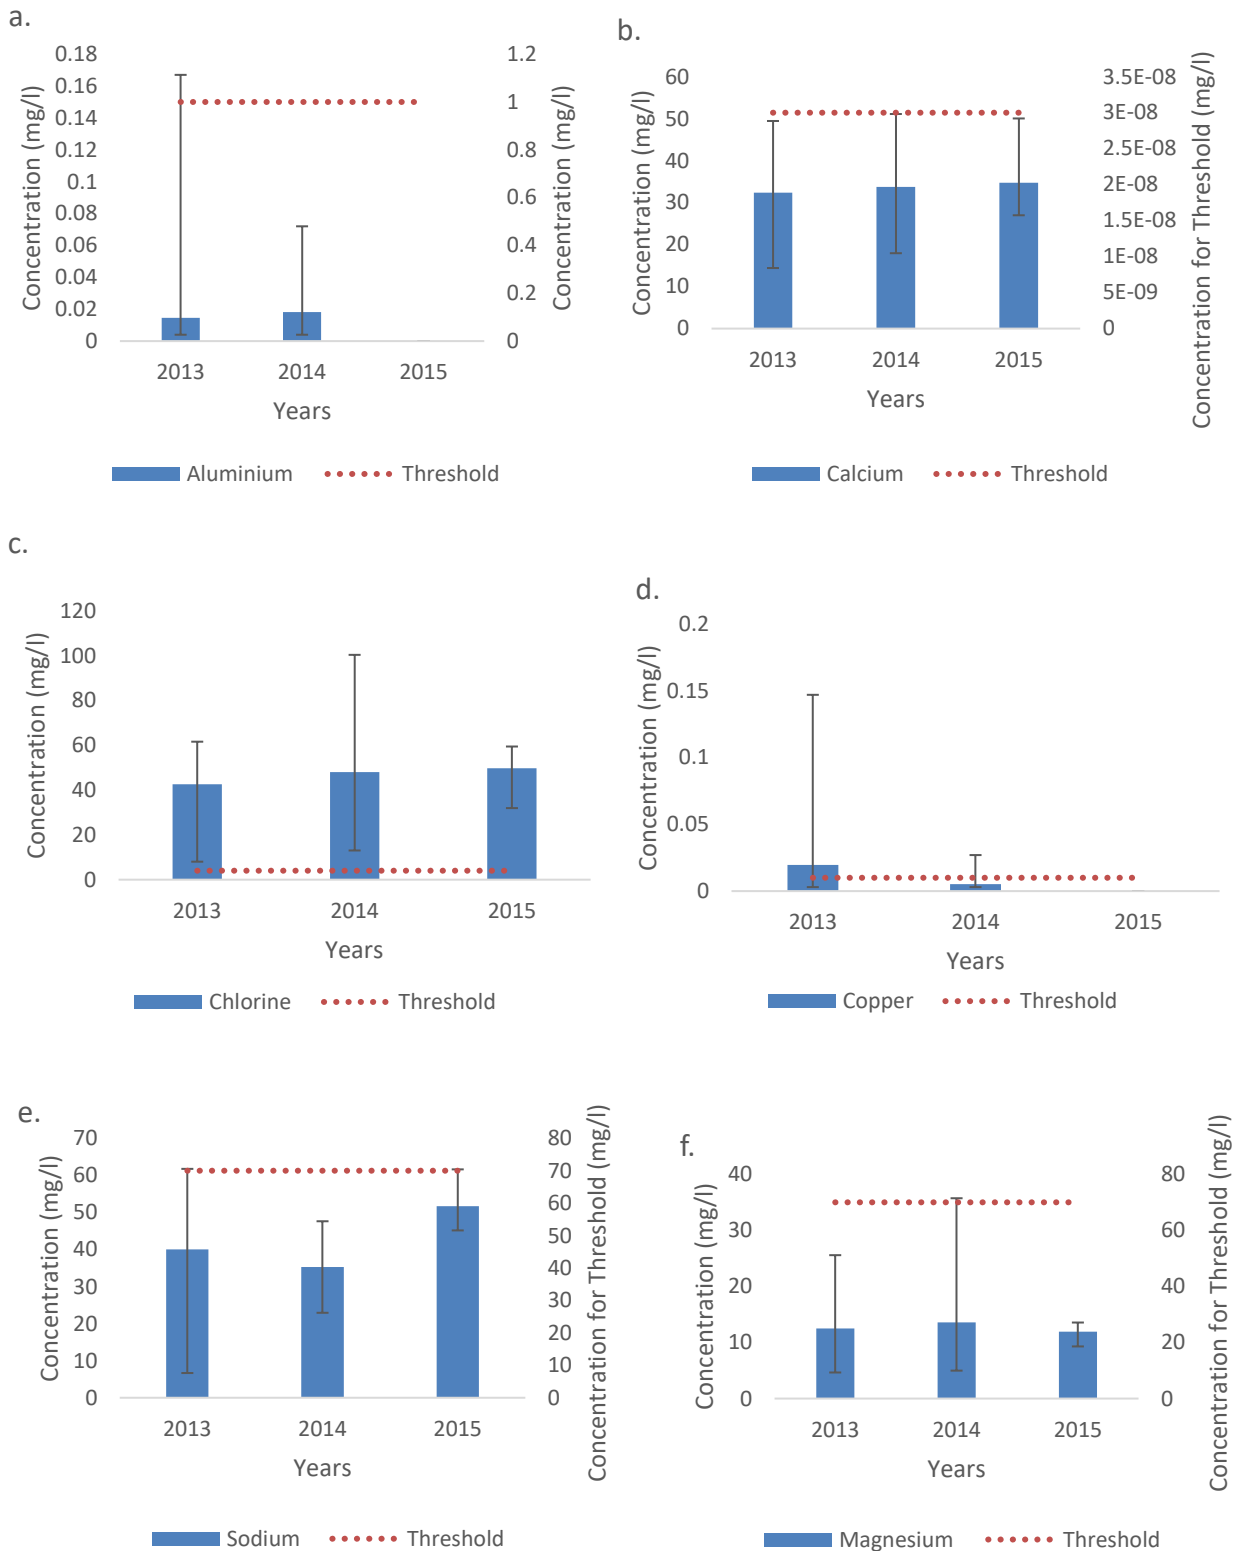 a.
Concentration (mg/l)
0.18
0.16
0.14
0.12
0.1
0.08
0.06
0.04
0.02
0
1.2
1
0.8
0.6
0.4
0.2
0
Concentration (mg/l)
2013 2014 2015
Years
Aluminium Threshold
b.
Concentration (mg/l)
60
50
40
30
20
10
0
3.5E-08
3E-08
2.5E-08
2E-08
1.5E-08
1E-08
5E-09
0
Concentration for Threshold (mg/l)
2013 2014 2015
Years
Calcium Threshold
c.
Concentration (mg/l)
120
100
80
60
40
20
0
2013 2014 2015
Years
Chlorine Threshold
d.
Concentration (mg/l)
0.2
0.15
0.1
0.05
0
2013 2014 2015
Years
Copper Threshold
e.
Concentration (mg/l)
70
60
50
40
30
20
10
0
80
70
60
50
40
30
20
10
0
Concentration for Threshold (mg/l)
2013 2014 2015
Years
Sodium Threshold
f.
Concentration (mg/l)
40
30
20
10
0
80
60
40
20
0
Concentration for Threshold (mg/l)
2013 2014 2015
Years
Magnesium Threshold